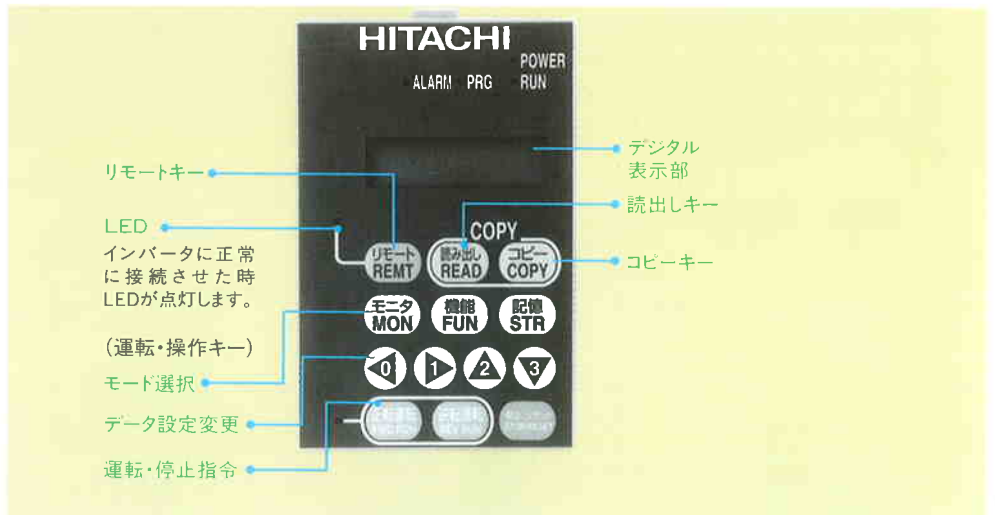 HITACHI
POWER
ALARM PRG RUN
デジタル
表示部
リモートキー
読出しキー
LED
COPY
インバータに正常
に接続させた時
LEDが点灯します。
リモート 読み出し コピー
REMT READ COPY
コピーキー
モニタ 機能 記憶
MON FUN STR
(運転・操作キー)
0 1 2 3
モード選択
データ設定変更
運転・停止指令